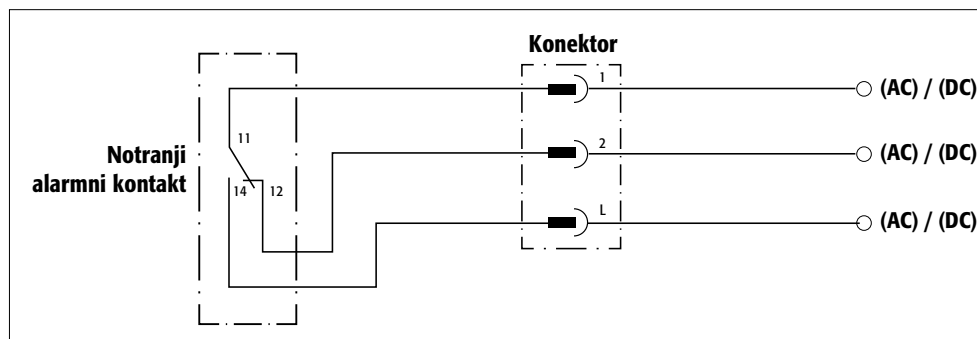 Konektor
1
(AC) / (DC)
11
Notranji
alarmni kontakt
2
(AC) / (DC)
14
12
L
(AC) / (DC)